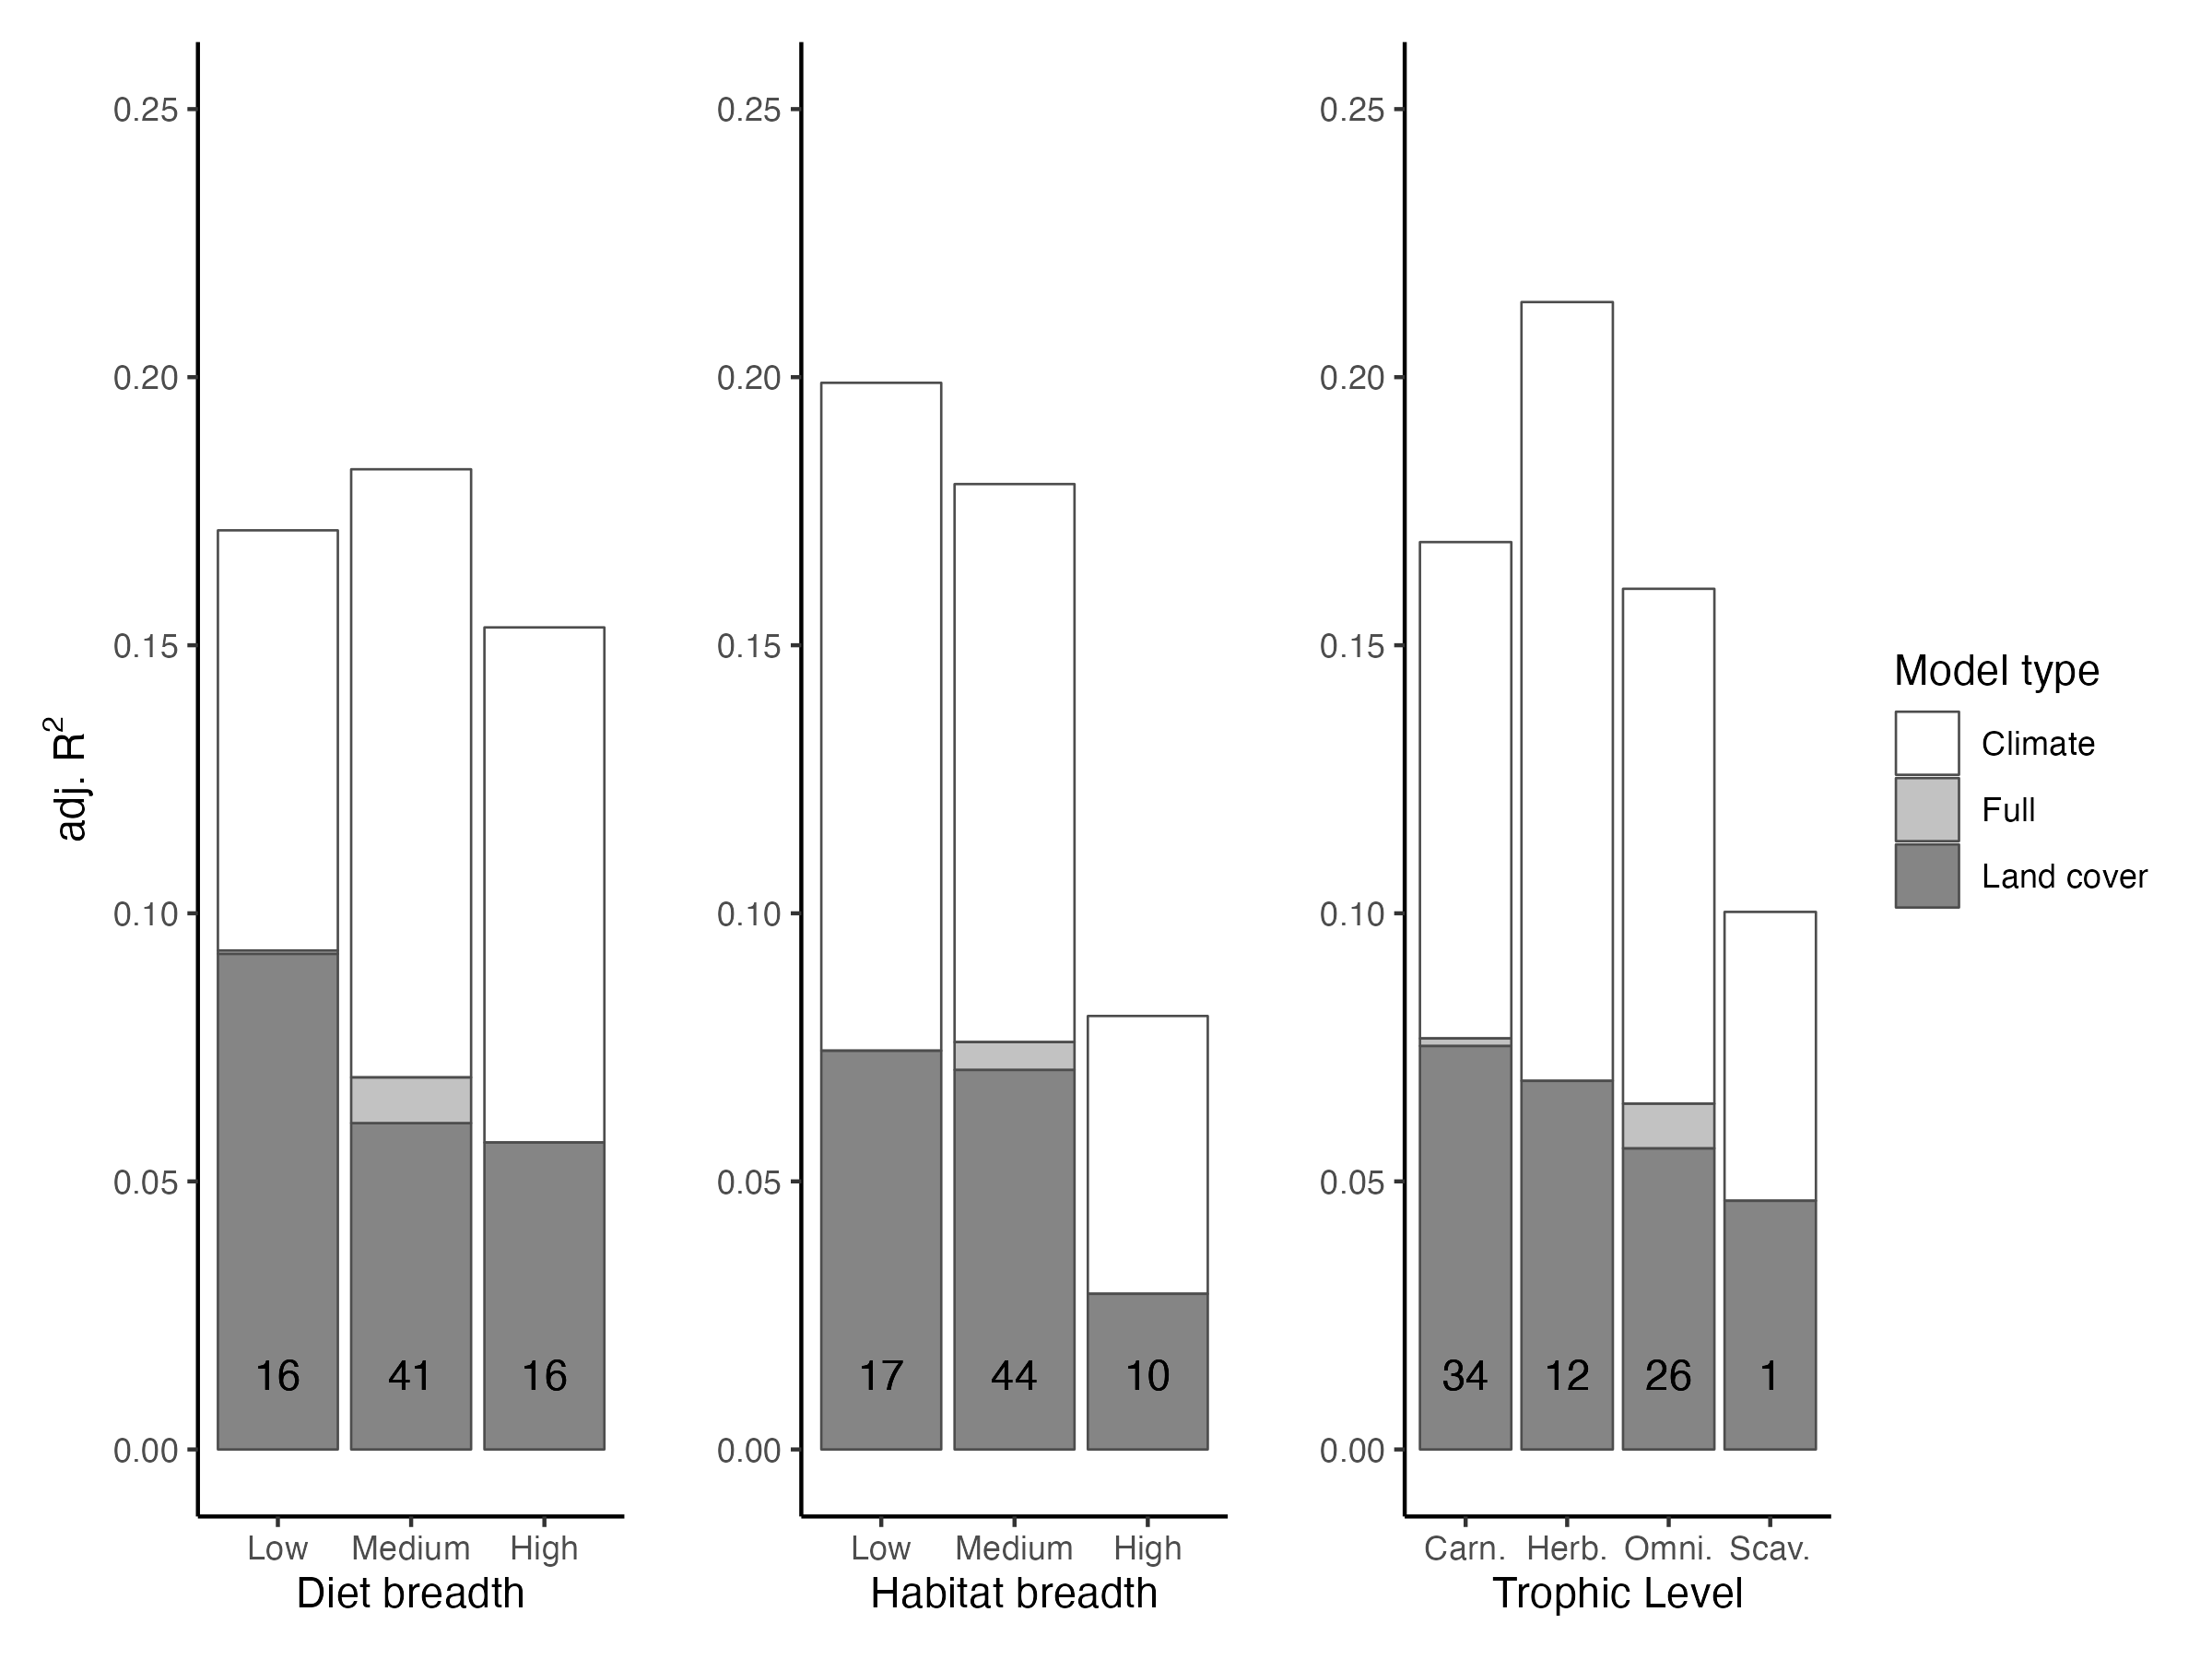 adj. R²
0.25
0.20
0.15
0.10
0.05
0.00
16 41 16
Low Medium High
Diet breadth
0.25
0.20
0.15
0.10
0.05
0.00
17 44 10
Low Medium High
Habitat breadth
0.25
0.20
0.15
0.10
0.05
0.00
34 12 26 1
Carn. Herb. Omni. Scav.
Trophic Level
Model type
Climate
Full
Land cover